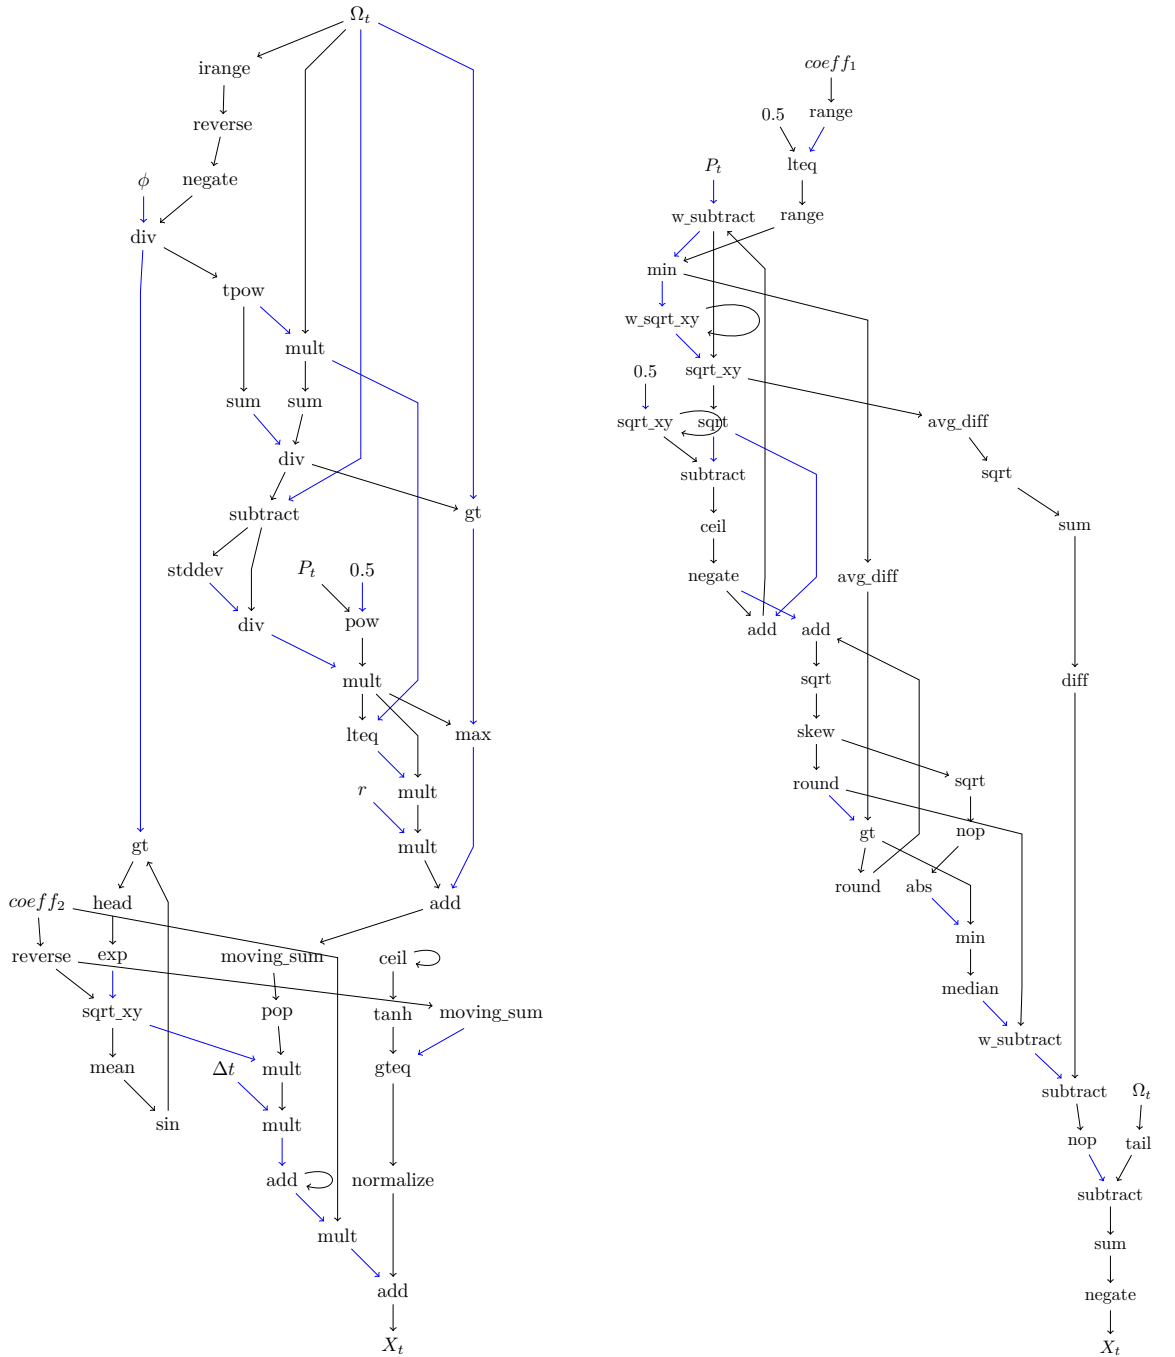 Ω_t
irange
reverse
ϕ
negate
div
tpow
mult
sum
sum
div
subtract
gt
stddev
P_t
0.5
div
pow
mult
lteq
max
r
mult
gt
mult
coeff_2
head
add
reverse
exp
moving_sum
ceil
sqrt_xy
pop
tanh
moving_sum
mean
Δt
mult
gteq
sin
mult
add
normalize
mult
add
X_t
coeff_1
0.5
range
P_t
lteq
w_subtract
range
min
w_sqrt_xy
0.5
sqrt_xy
sqrt_xy
sqrt
avg_diff
subtract
sqrt
ceil
sum
negate
avg_diff
add
add
sqrt
diff
skew
round
sqrt
gt
nop
round
abs
min
median
w_subtract
subtract
Ω_t
nop
tail
subtract
sum
negate
X_t